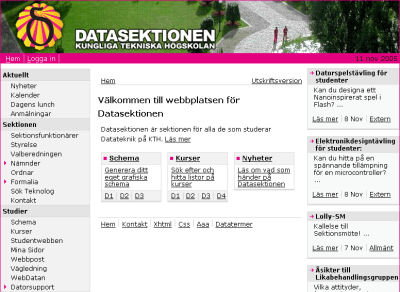 DATASEKTIONEN
KUNGLIGA TEKNISKA HÖGSKOLAN
Hem | Logga in |
11 nov 2006
Aktuellt
Nyheter
Kalender
Dagens lunch
Anmälningar
Sektionen
Sektionsfunktionärer
Styrelse
Valberedningen
Nämnder
Ordnar
Formalia
Sök Teknolog
Kontakt
Studier
Schema
Kurser
Studentwebben
Mina Sidor
Webbpost
Vägledning
WebDatan
Datorsupport
Hem
Utskriftsversion
Välkommen till webbplatsen för
Datasektionen
Datasektionen är sektionen för alla de som studerar
Datateknik på KTH. Läs mer
Schema
Generera ditt
eget grafiska
schema
D1 D2 D3
Kurser
Sök efter och
hitta listor på
kurser
D1 D2 D3 D4
Nyheter
Läs om vad som
händer på
Datasektionen
Hem Kontakt Xhtml Css Aaa Datatermer
Datorspelstävling för
studenter
Kan du designa ett
Nanoinspirerat spel i
Flash? ...
Läs mer | 8 Nov | Extern
Elektronikdesigntävling
för studenter:
Kan du hitta på en
spännande tillämpning
för en microkontroller?
...
Läs mer | 8 Nov | Extern
Lolly-SM
Kallelse till
Sektionsmöte! ...
Läs mer | 7 Nov | Allmänt
Åsikter till
Likabehandlingsgruppen
Vilka attityder,